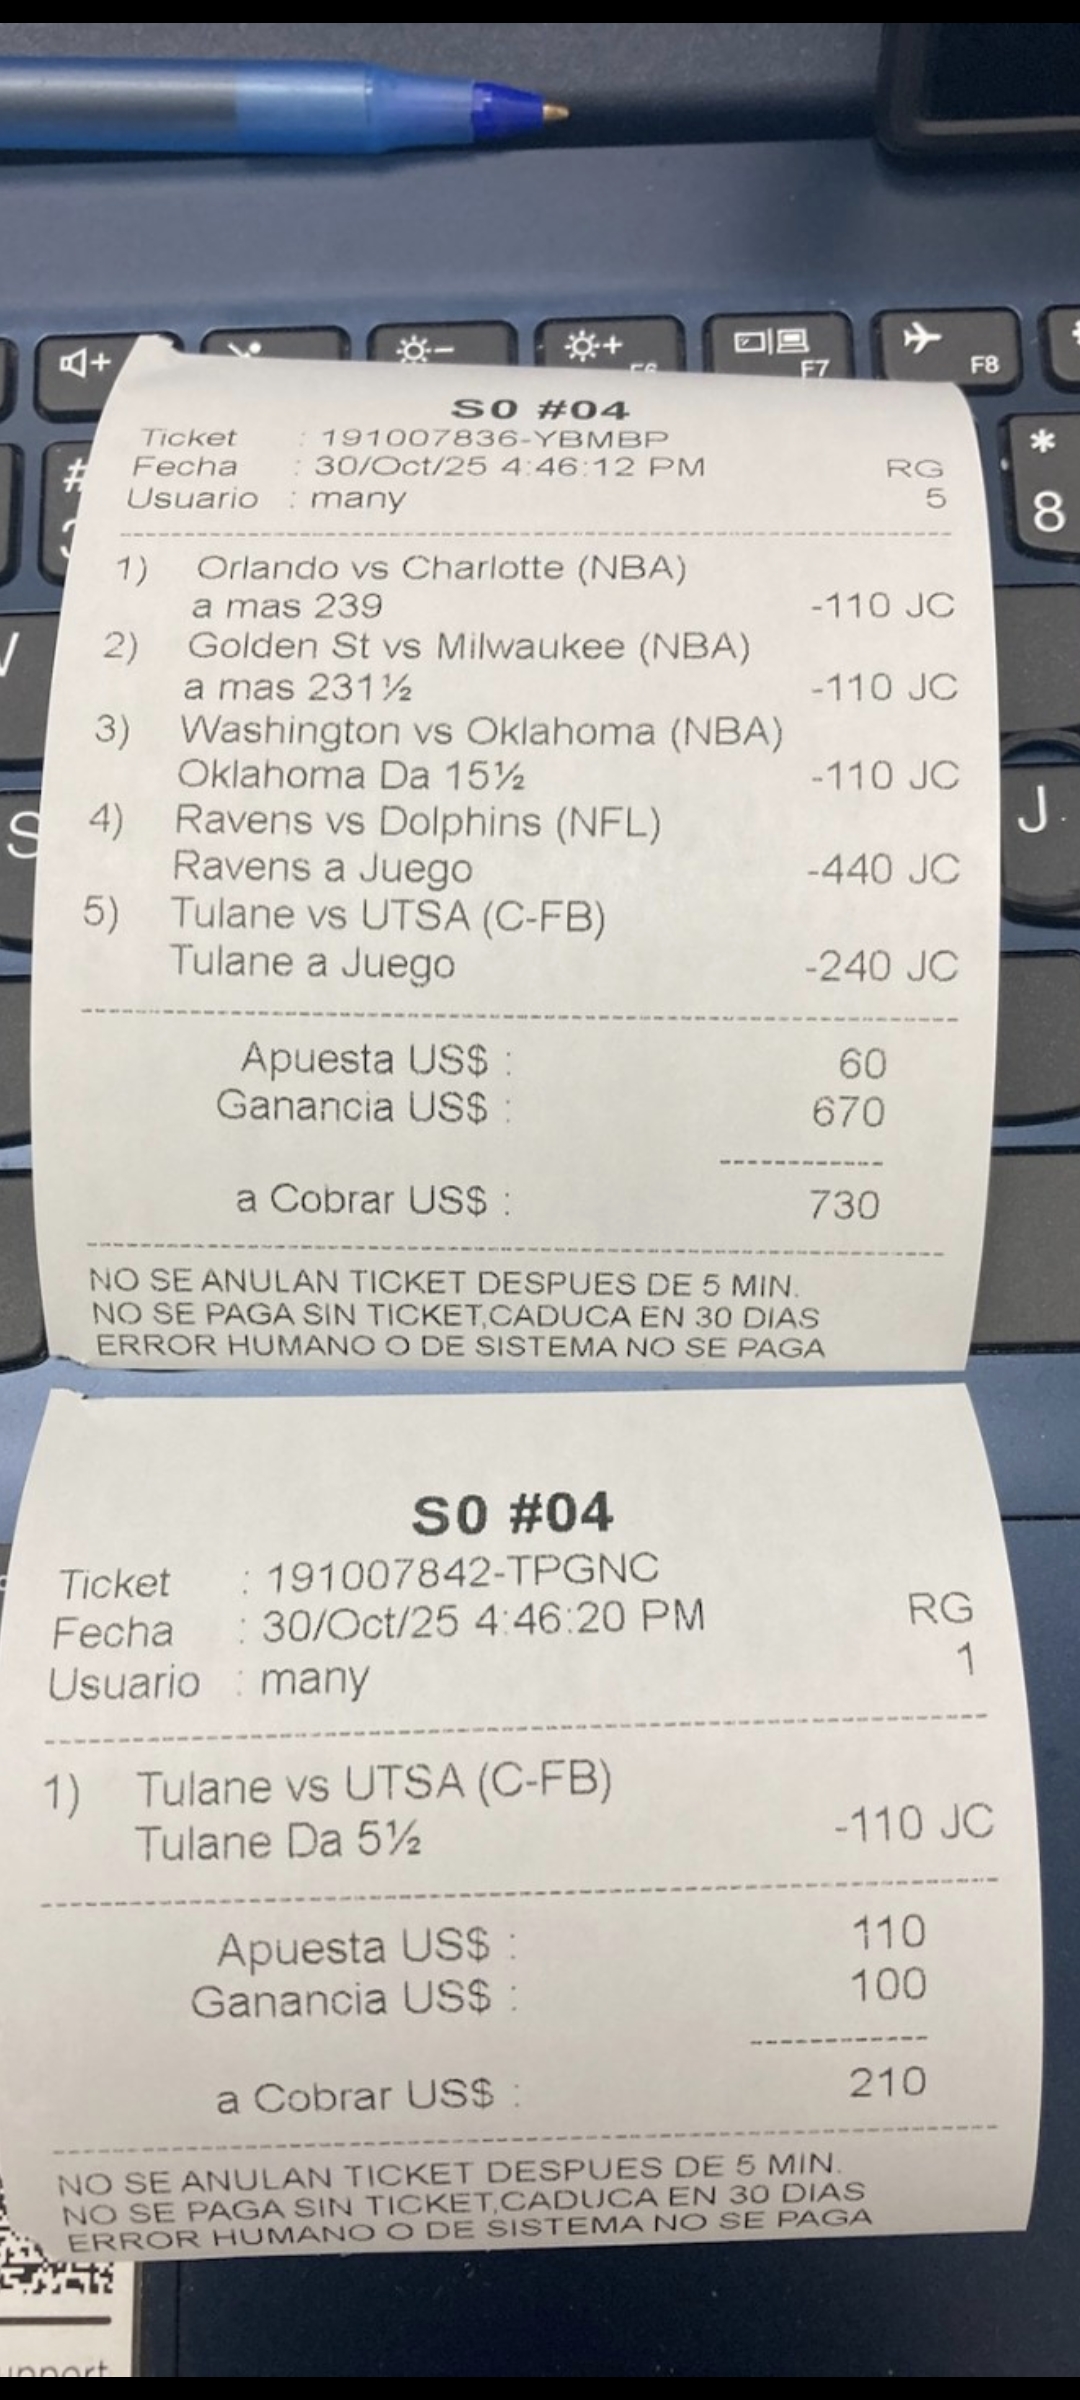 F7
F8
#
*
8
S0 #04
Ticket : 191007836-YBMBP
Fecha : 30/Oct/25 4:46:12 PM RG
Usuario : many 5
1) Orlando vs Charlotte (NBA)
a mas 239 -110 JC
2) Golden St vs Milwaukee (NBA)
a mas 231½ -110 JC
3) Washington vs Oklahoma (NBA)
Oklahoma Da 15½ -110 JC
4) Ravens vs Dolphins (NFL)
Ravens a Juego -440 JC
5) Tulane vs UTSA (C-FB)
Tulane a Juego -240 JC
Apuesta US$ : 60
Ganancia US$ : 670
a Cobrar US$ : 730
NO SE ANULAN TICKET DESPUES DE 5 MIN.
NO SE PAGA SIN TICKET,CADUCA EN 30 DIAS
ERROR HUMANO O DE SISTEMA NO SE PAGA
S
J
S0 #04
Ticket : 191007842-TPGNC
Fecha : 30/Oct/25 4:46:20 PM RG
Usuario : many 1
1) Tulane vs UTSA (C-FB)
Tulane Da 5½ -110 JC
Apuesta US$ : 110
Ganancia US$ : 100
a Cobrar US$ : 210
NO SE ANULAN TICKET DESPUES DE 5 MIN.
NO SE PAGA SIN TICKET,CADUCA EN 30 DIAS
ERROR HUMANO O DE SISTEMA NO SE PAGA